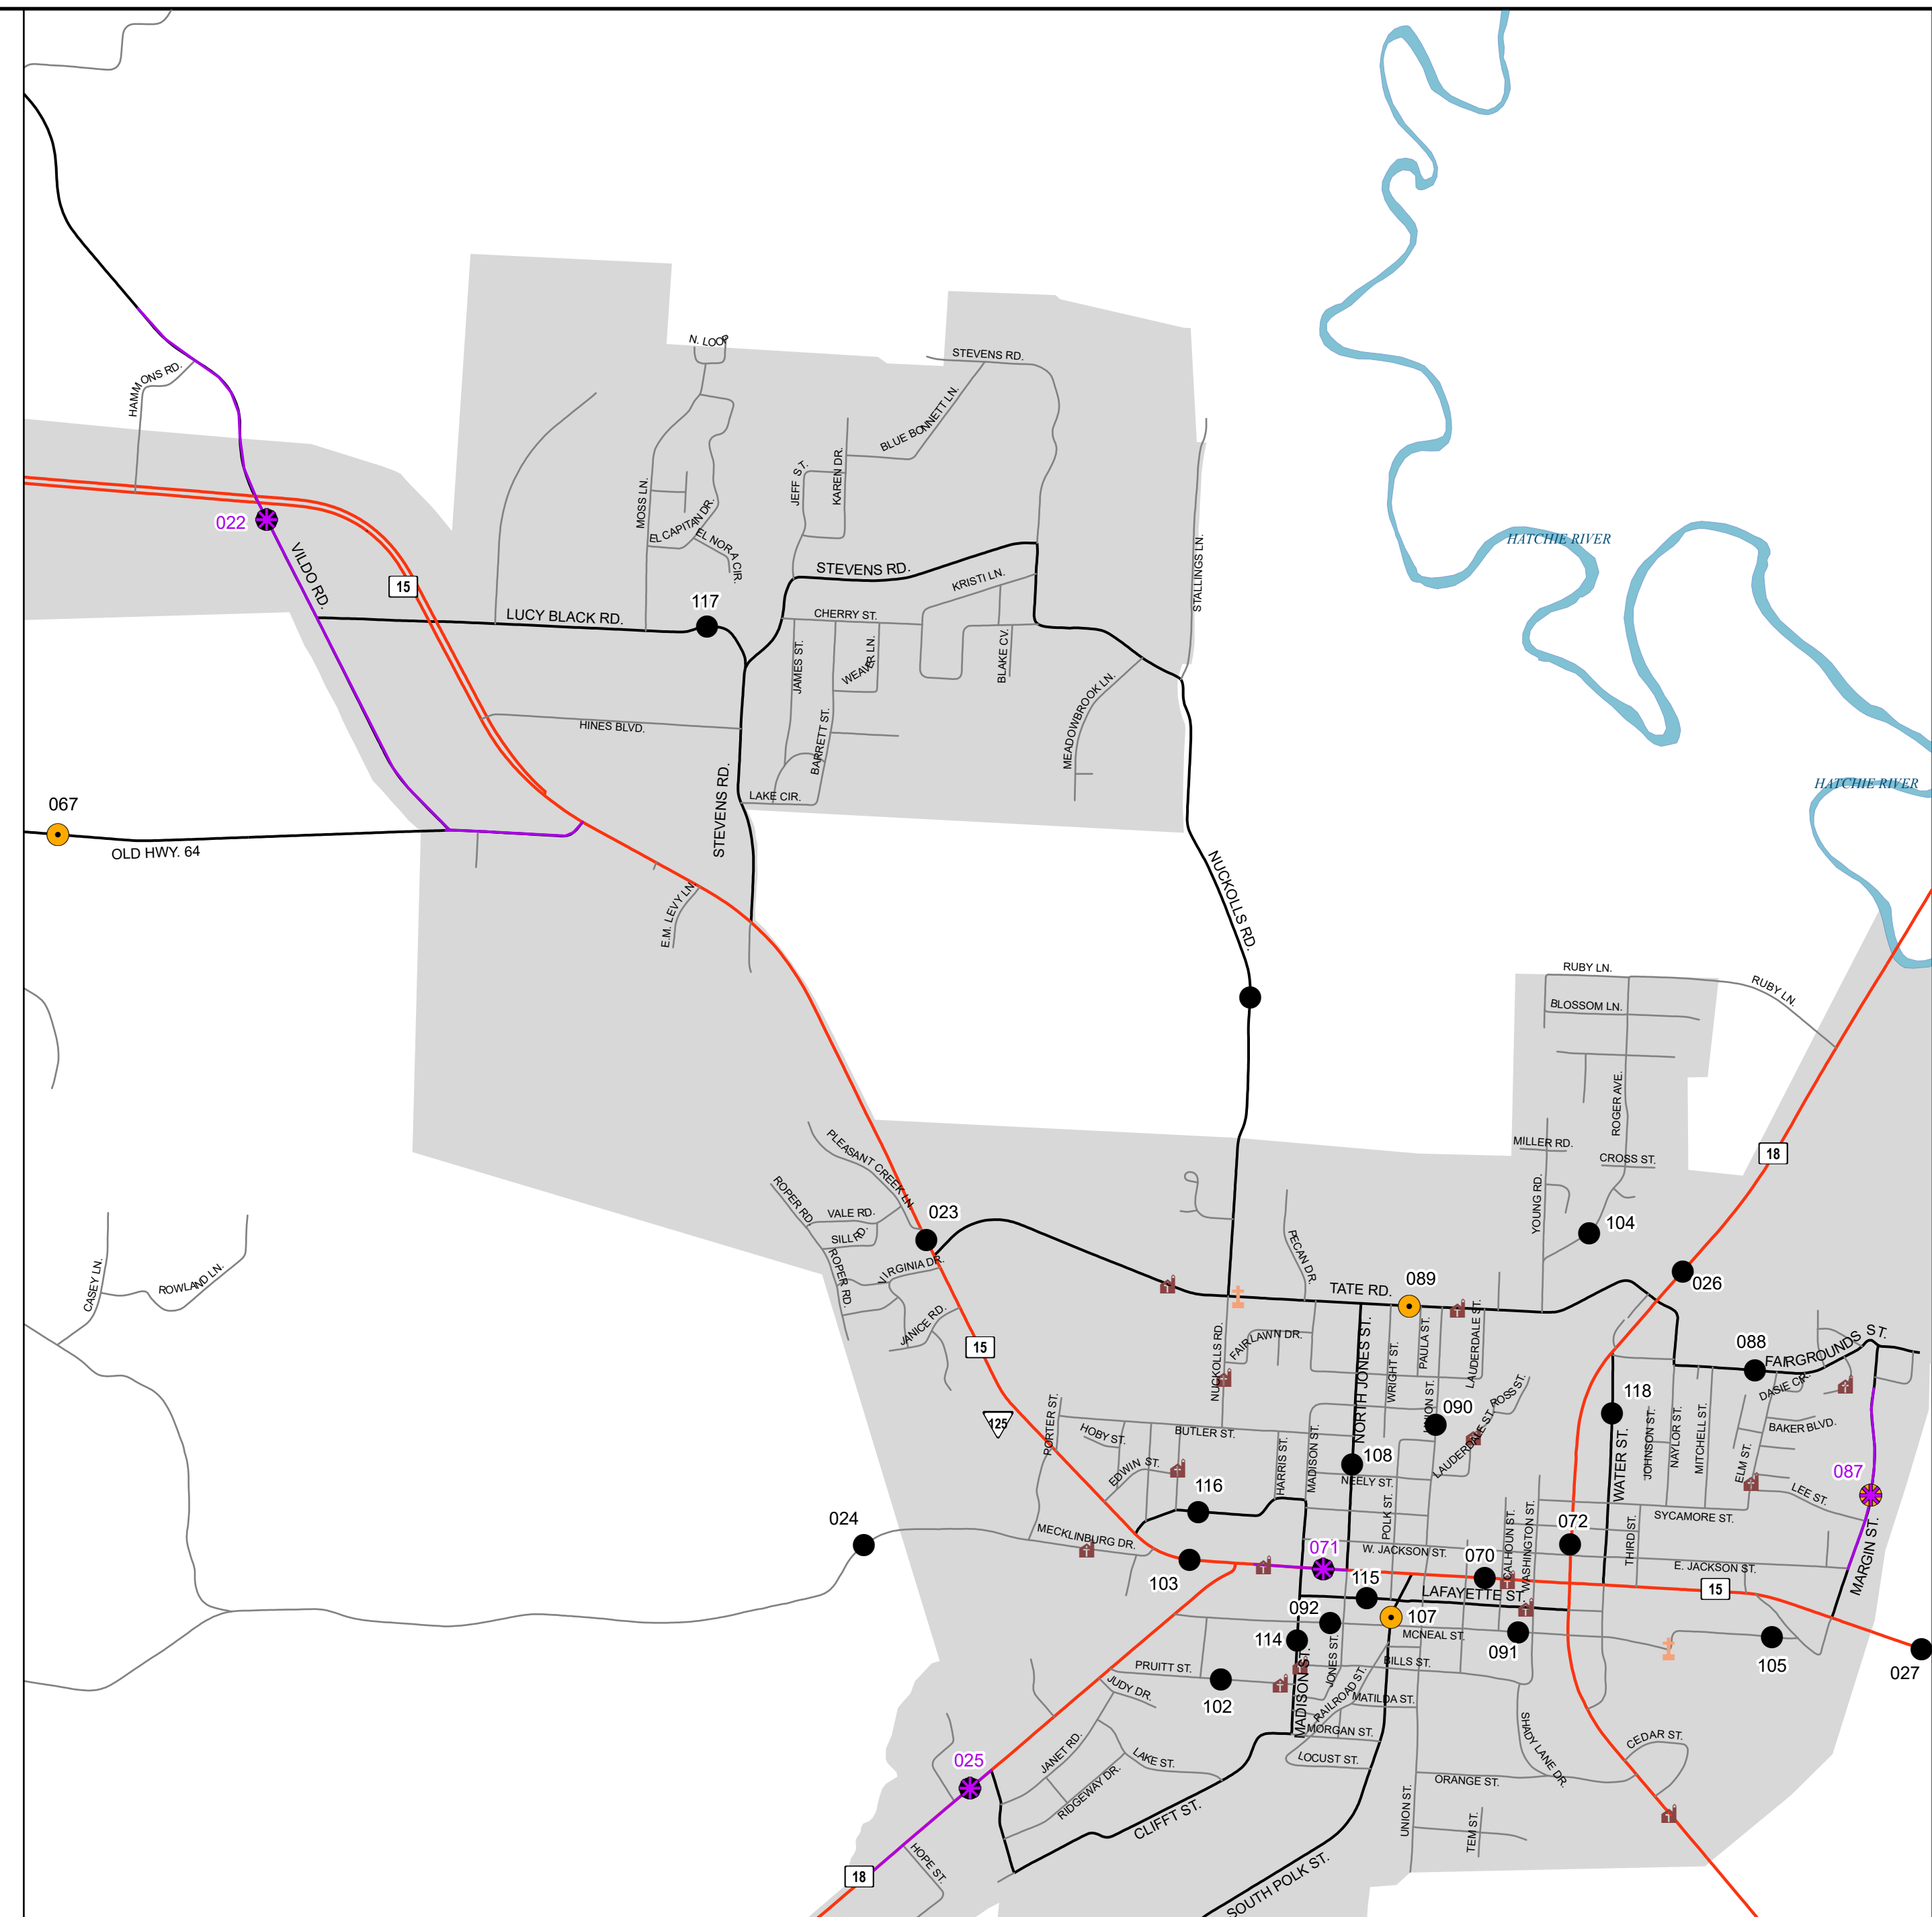 N. LOOP
STEVENS RD.
HAMMONS RD.
BLUE BONNETT LN.
JEFF ST.
KAREN DR.
MOSS LN.
EL CAPITAN DR.
EL NORA CIR.
022
HATCHIE RIVER
VILDO RD.
15
STEVENS RD.
KRISTI LN.
STALLINGS LN.
117
LUCY BLACK RD.
CHERRY ST.
JAMES ST.
WEAVER LN.
BLAKE CV.
MEADOWBROOK LN.
HINES BLVD.
BARRETT ST.
HATCHIE RIVER
067
LAKE CIR.
STEVENS RD.
OLD HWY. 64
E.M. LEVY LN.
NUCKOLLS RD.
RUBY LN.
RUBY LN.
BLOSSOM LN.
ROGER AVE.
MILLER RD.
CROSS ST.
18
PLEASANT CREEK LN.
ROPER RD.
VALE RD.
SILL RD.
023
YOUNG RD.
104
ROPER RD.
VIRGINIA DR.
PECAN DR.
CASEY LN.
ROWLAND LN.
089
TATE RD.
026
JANICE RD.
15
NUCKOLLS RD.
FAIRLAWN DR.
NORTH JONES ST.
WRIGHT ST.
PAULA ST.
LAUDERDALE ST.
088
FAIRGROUNDS ST.
DASIE CIR.
125
PORTER ST.
HOBY ST.
BUTLER ST.
UNION ST.
090
ROSS ST.
LAUDERDALE ST.
118
BAKER BLVD.
EDWIN ST.
HARRIS ST.
MADISON ST.
108
NEELY ST.
WATER ST.
JOHNSON ST.
NAYLOR ST.
MITCHELL ST.
ELM ST.
087
LEE ST.
116
POLK ST.
CALHOUN ST.
WASHINGTON ST.
SYCAMORE ST.
024
MECKLINBURG DR.
072
THIRD ST.
MARGIN ST.
071
W. JACKSON ST.
070
E. JACKSON ST.
103
115
LAFAYETTE ST.
15
092
107
MCNEAL ST.
114
091
105
027
PRUITT ST.
JONES ST.
BILLS ST.
JUDY DR.
102
MADISON ST.
RAILROAD ST.
MATILDA ST.
MORGAN ST.
SHADY LANE DR.
CEDAR ST.
025
JANET RD.
LAKE ST.
LOCUST ST.
ORANGE ST.
RIDGEWAY DR.
CLIFFT ST.
UNION ST.
TEM ST.
HOPE ST.
18
SOUTH POLK ST.